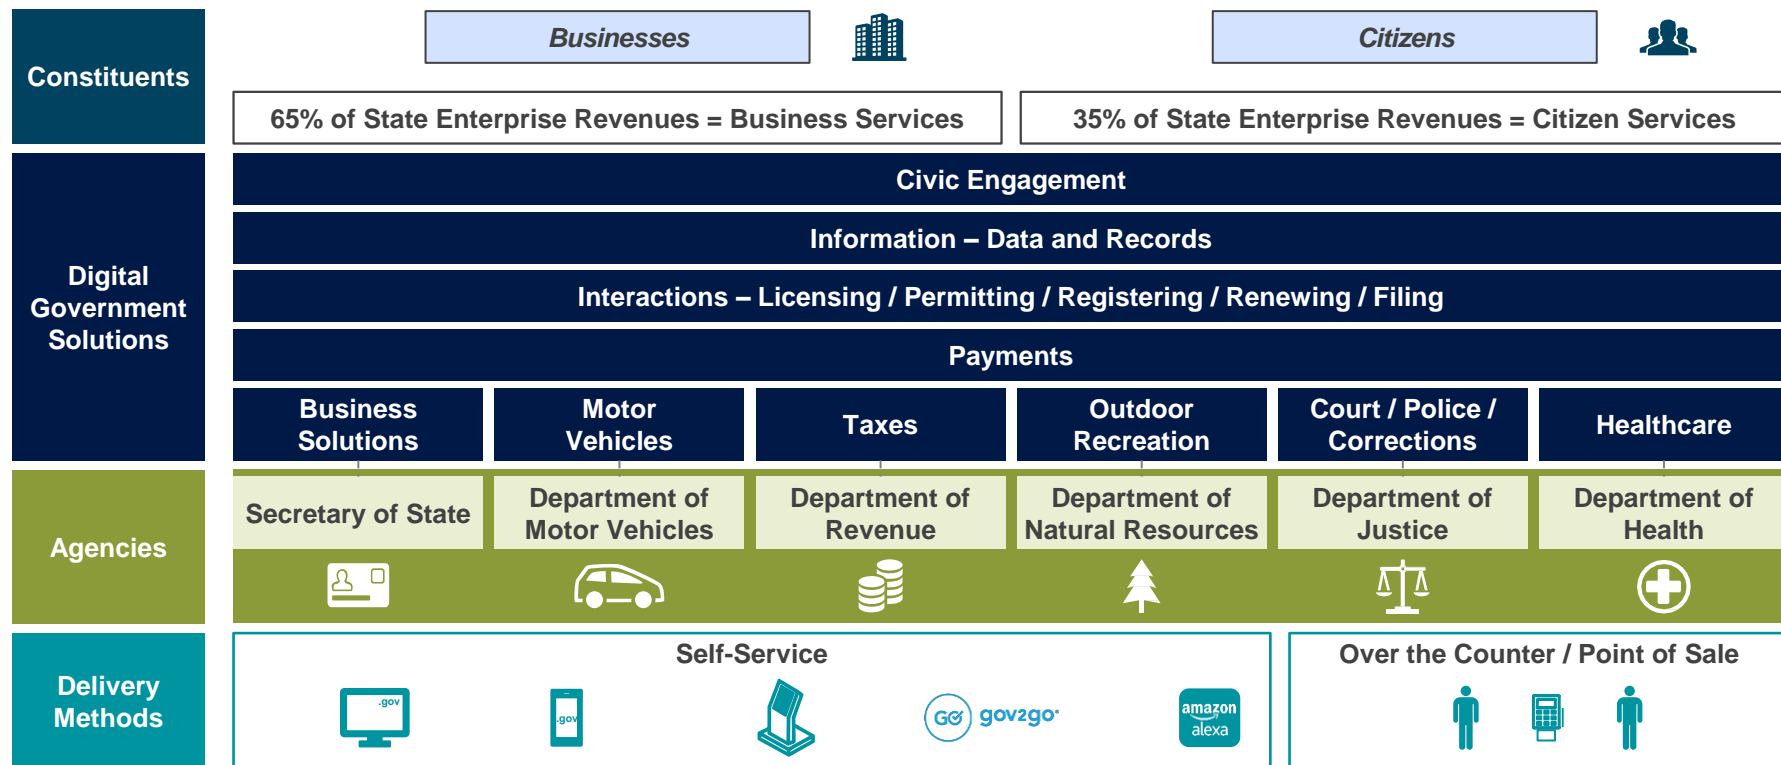 Constituents
Businesses
Citizens
65% of State Enterprise Revenues = Business Services
35% of State Enterprise Revenues = Citizen Services
Digital
Government
Solutions
Civic Engagement
Information – Data and Records
Interactions – Licensing / Permitting / Registering / Renewing / Filing
Payments
Business
Solutions
Motor
Vehicles
Taxes
Outdoor
Recreation
Court / Police /
Corrections
Healthcare
Agencies
Secretary of State
Department of
Motor Vehicles
Department of
Revenue
Department of
Natural Resources
Department of
Justice
Department of
Health
Delivery
Methods
Self-Service
.gov
.gov
GO
gov2go®
amazon
alexa
Over the Counter / Point of Sale